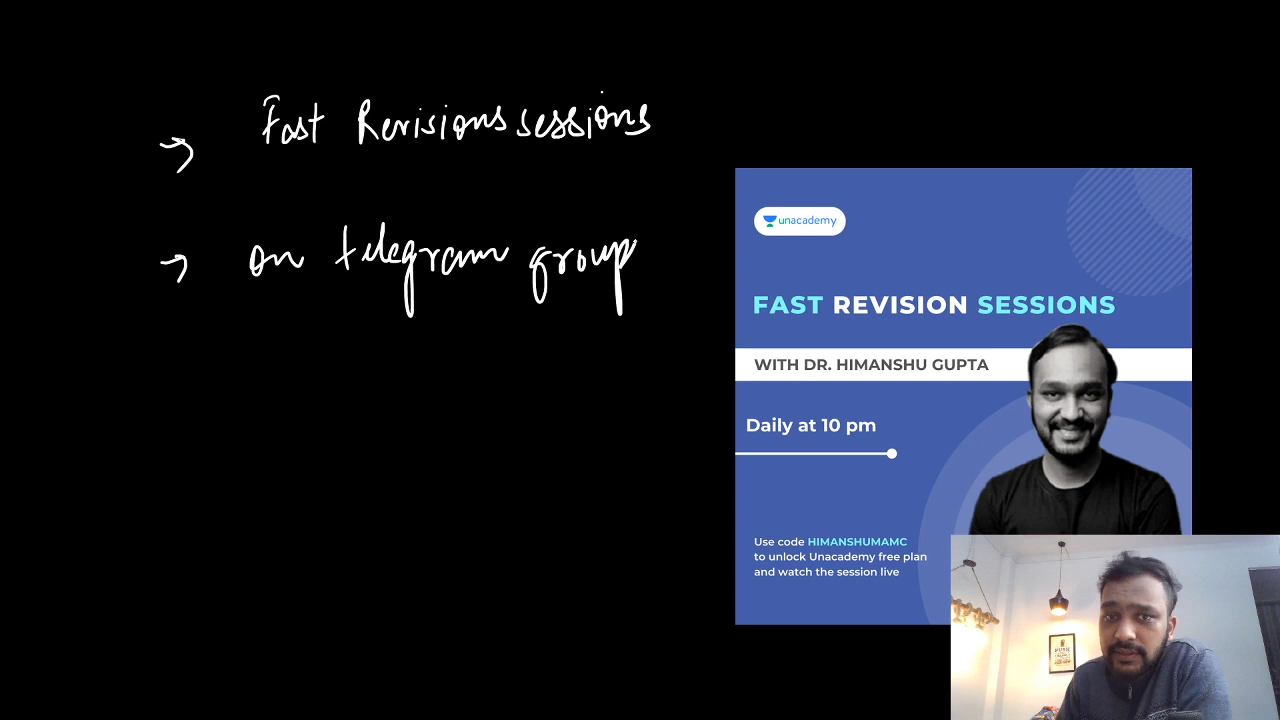 → Fast Revisions sessions
→ on telegram group
unacademy
FAST REVISION SESSIONS
WITH DR. HIMANSHU GUPTA
Daily at 10 pm
Use code HIMANSHUMAMC
to unlock Unacademy free plan
and watch the session live